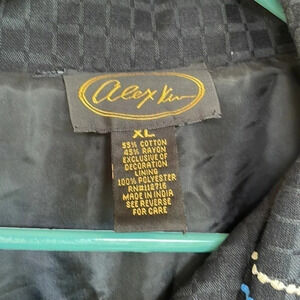 alex kim
XL
55% COTTON
45% RAYON
EXCLUSIVE OF
DECORATION
LINING
100% POLYESTER
RN#112716
MADE IN INDIA
SEE REVERSE
FOR CARE